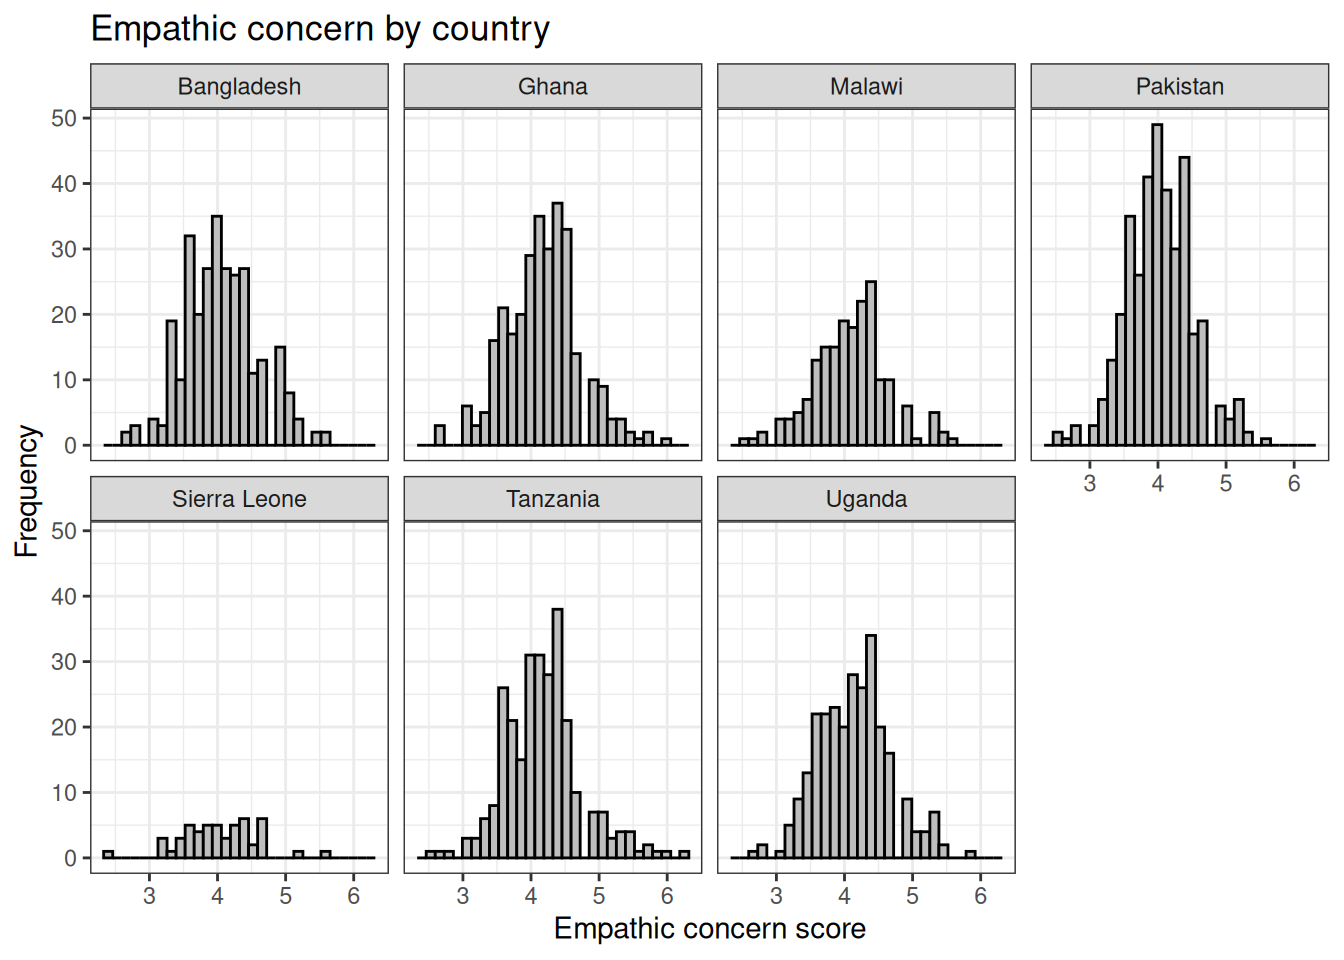 Empathic concern by country
Bangladesh Ghana Malawi Pakistan
50
40
30
20
10
0
3 4 5 6
Sierra Leone Tanzania Uganda
50
40
30
20
10
0
3 4 5 6 3 4 5 6 3 4 5 6
Frequency
Empathic concern score